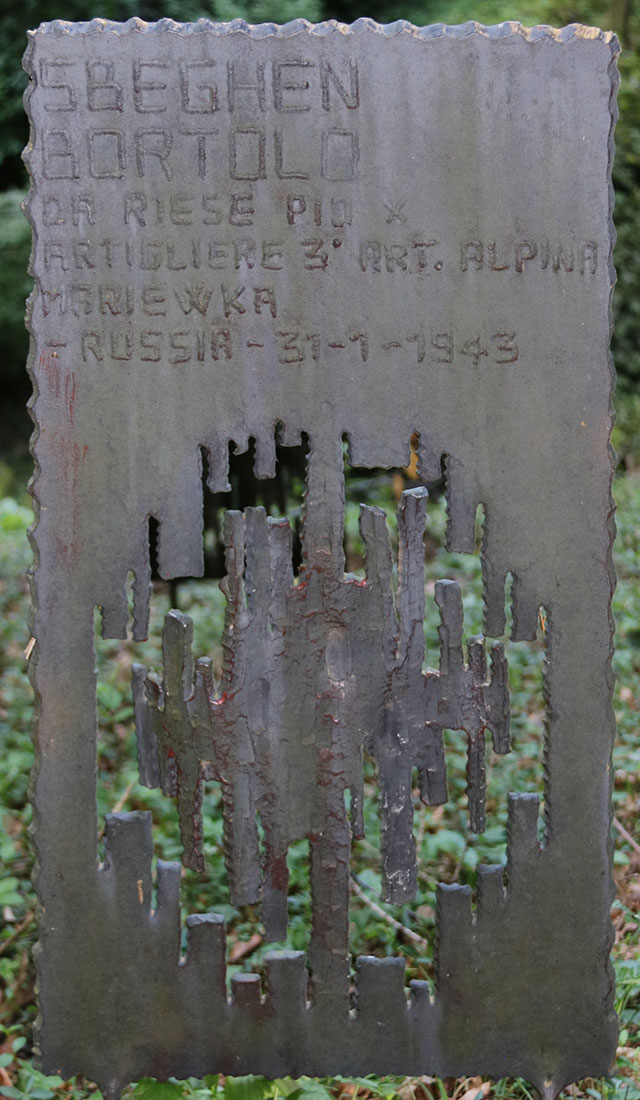 SBEGHEN
BORTOLO
DA RIESE PIO X
ARTIGLIERE 3° ART. ALPINA
MARIEWKA
-RUSSIA-31-1-1943